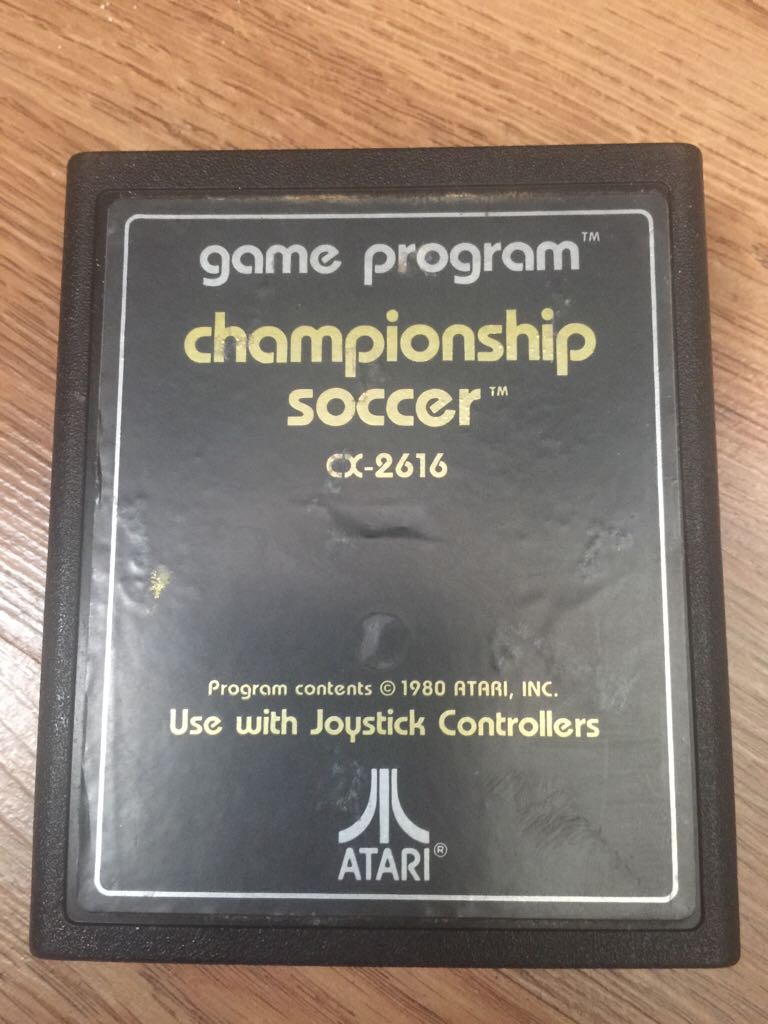 game program™
championship
soccer™
CX-2616
Program contents © 1980 ATARI, INC.
Use with Joystick Controllers
ATARI®